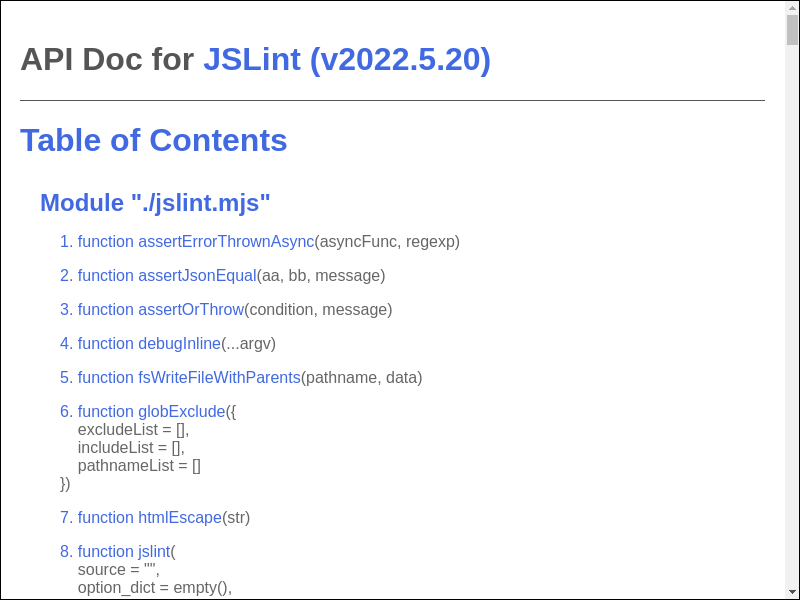 API Doc for JSLint (v2022.5.20)
Table of Contents
Module "./jslint.mjs"
1. function assertErrorThrownAsync(asyncFunc, regexp)
2. function assertJsonEqual(aa, bb, message)
3. function assertOrThrow(condition, message)
4. function debugInline(...argv)
5. function fsWriteFileWithParents(pathname, data)
6. function globExclude({
excludeList = [],
includeList = [],
pathnameList = []
})
7. function htmlEscape(str)
8. function jslint(
source = "",
option_dict = empty(),